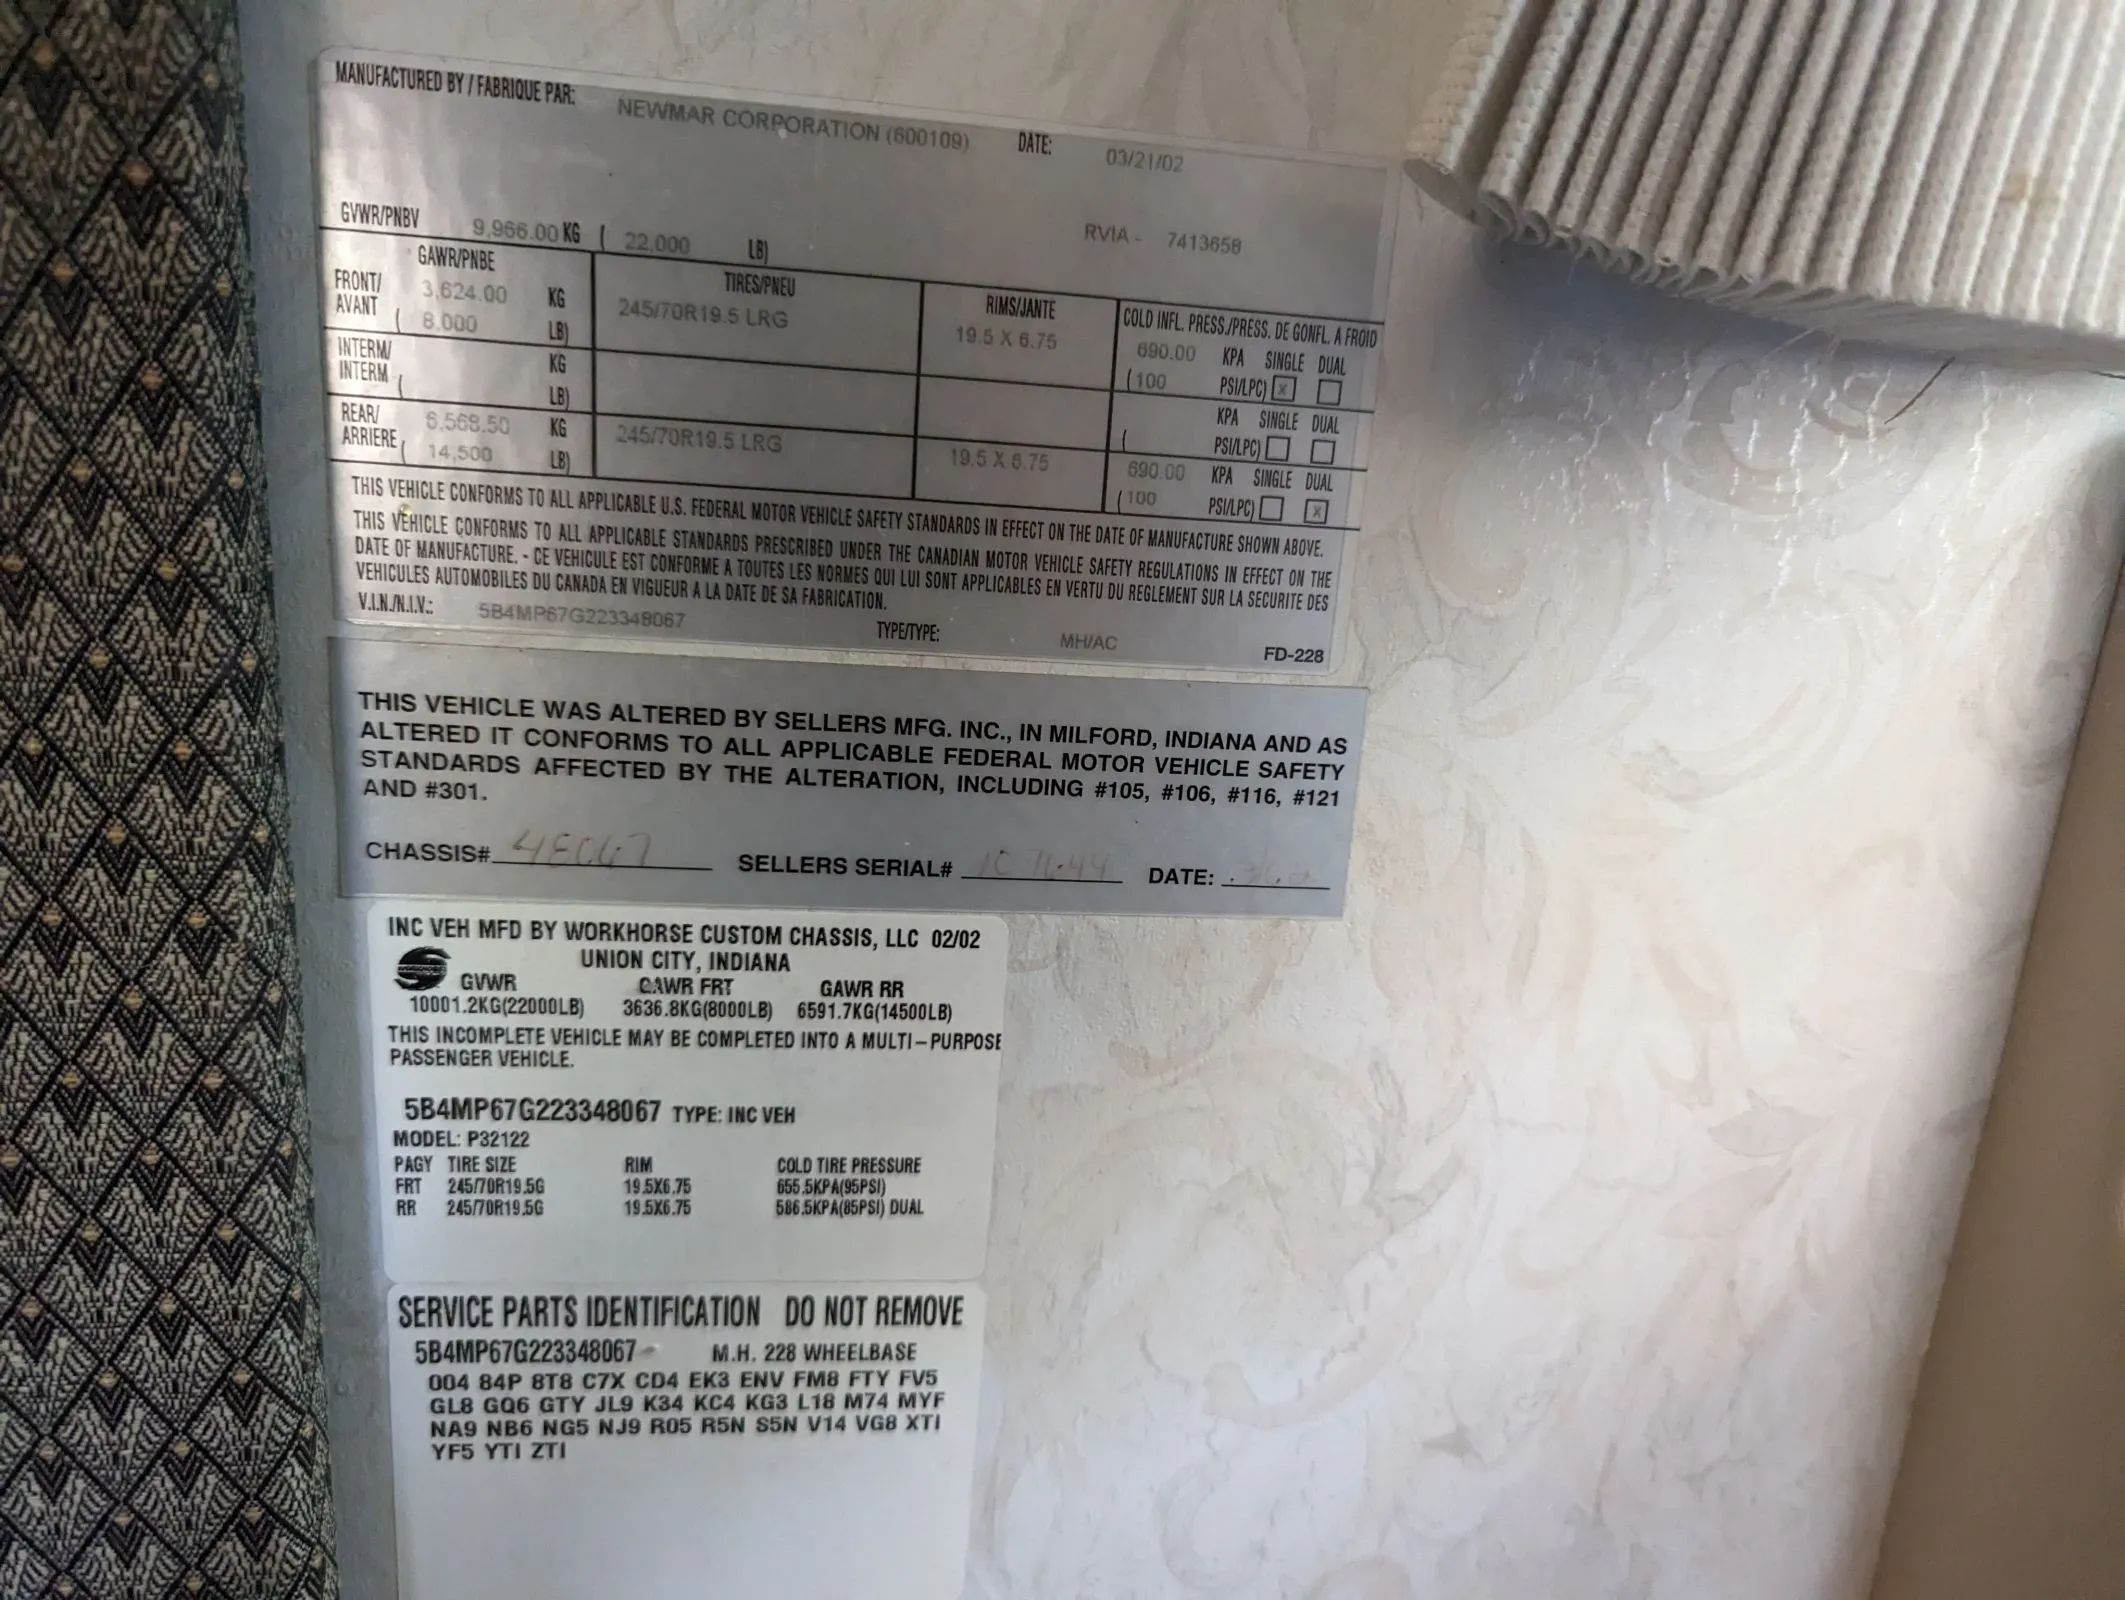 MANUFACTURED BY / FABRIQUE PAR: NEWMAR CORPORATION (600109) DATE: 03/21/02
GVWR/PNBV 9,966.00 KG ( 22,000 LB) RVIA - 7413658
GAWR/PNBE TIRES/PNEU RIMS/JANTE COLD INFL. PRESS./PRESS. DE GONFL. A FROID
FRONT/ 3,624.00 KG 245/70R19.5 LRG 19.5 X 6.75 690.00 KPA SINGLE DUAL
AVANT ( 8,000 LB) (100 PSI/LPC) x
INTERM/ KG KPA SINGLE DUAL
INTERM ( LB) ( PSI/LPC)
REAR/ 6,568.50 KG 245/70R19.5 LRG 19.5 X 6.75 690.00 KPA SINGLE DUAL
ARRIERE ( 14,500 LB) (100 PSI/LPC) x
THIS VEHICLE CONFORMS TO ALL APPLICABLE U.S. FEDERAL MOTOR VEHICLE SAFETY STANDARDS IN EFFECT ON THE DATE OF MANUFACTURE SHOWN ABOVE.
THIS VEHICLE CONFORMS TO ALL APPLICABLE STANDARDS PRESCRIBED UNDER THE CANADIAN MOTOR VEHICLE SAFETY REGULATIONS IN EFFECT ON THE
DATE OF MANUFACTURE. - CE VEHICULE EST CONFORME A TOUTES LES NORMES QUI LUI SONT APPLICABLES EN VERTU DU REGLEMENT SUR LA SECURITE DES
VEHICULES AUTOMOBILES DU CANADA EN VIGUEUR A LA DATE DE SA FABRICATION.
V.I.N./N.I.V.: 5B4MP67G223348067 TYPE/TYPE: MH/AC FD-228
THIS VEHICLE WAS ALTERED BY SELLERS MFG. INC., IN MILFORD, INDIANA AND AS
ALTERED IT CONFORMS TO ALL APPLICABLE FEDERAL MOTOR VEHICLE SAFETY
STANDARDS AFFECTED BY THE ALTERATION, INCLUDING #105, #106, #116, #121
AND #301.
CHASSIS# 48067 SELLERS SERIAL# DATE:
INC VEH MFD BY WORKHORSE CUSTOM CHASSIS, LLC 02/02
UNION CITY, INDIANA
GVWR GAWR FRT GAWR RR
10001.2KG(22000LB) 3636.8KG(8000LB) 6591.7KG(14500LB)
THIS INCOMPLETE VEHICLE MAY BE COMPLETED INTO A MULTI-PURPOSE
PASSENGER VEHICLE.
5B4MP67G223348067 TYPE: INC VEH
MODEL: P32122
PAGY TIRE SIZE RIM COLD TIRE PRESSURE
FRT 245/70R19.5G 19.5X6.75 655.5KPA(95PSI)
RR 245/70R19.5G 19.5X6.75 586.5KPA(85PSI) DUAL
SERVICE PARTS IDENTIFICATION DO NOT REMOVE
5B4MP67G223348067 M.H. 228 WHEELBASE
004 84P 8T8 C7X CD4 EK3 ENV FM8 FTY FV5
GL8 GQ6 GTY JL9 K34 KC4 KG3 L18 M74 MYF
NA9 NB6 NG5 NJ9 R05 R5N S5N V14 VG8 XTI
YF5 YTI ZTI